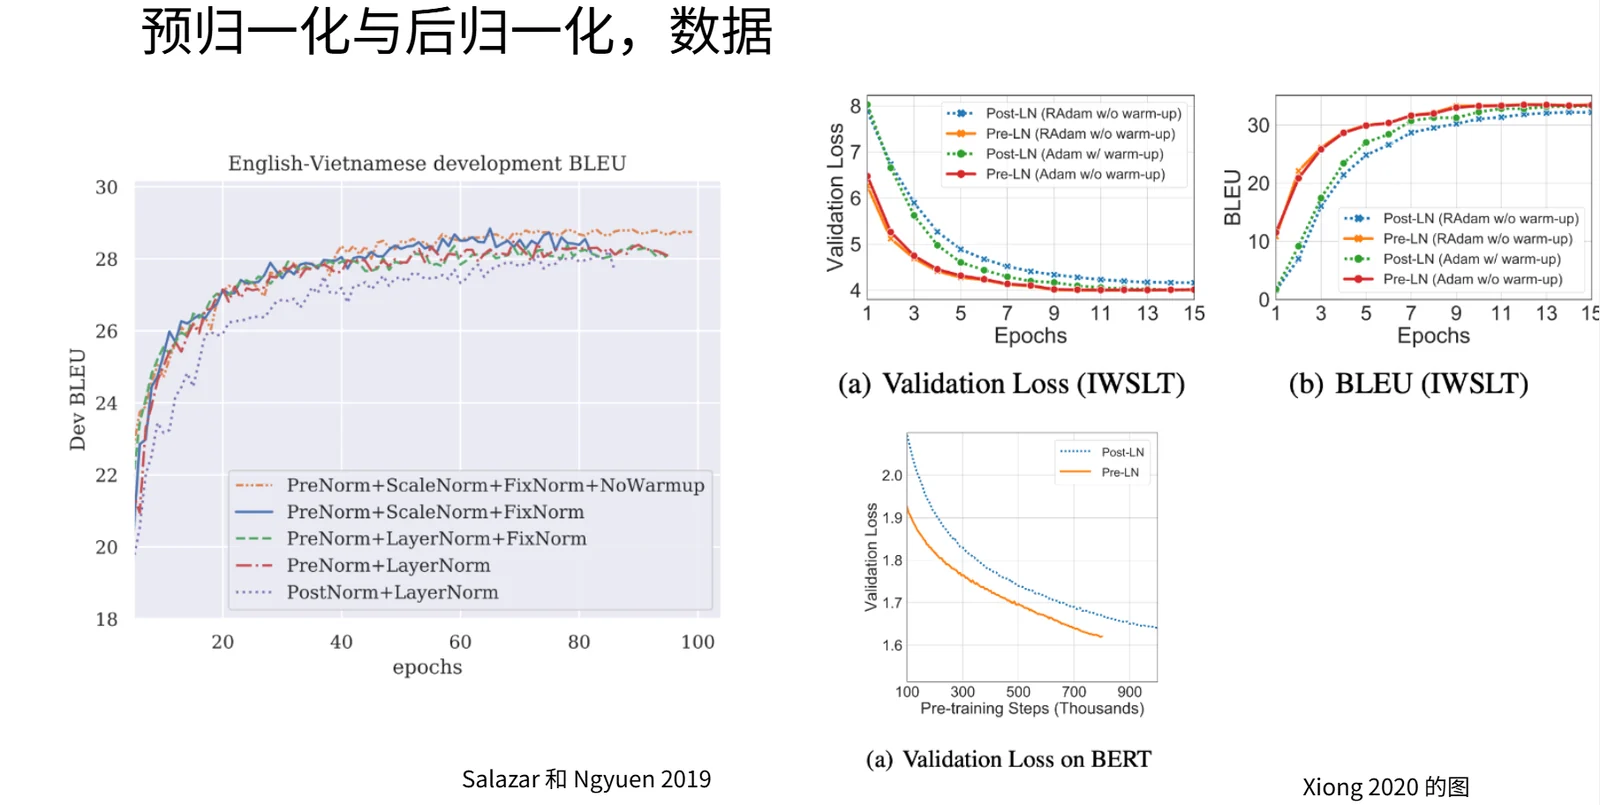 预归一化与后归一化，数据
English-Vietnamese development BLEU
30
28
26
24
22
20
18
Dev BLEU
PreNorm+ScaleNorm+FixNorm+NoWarmup
PreNorm+ScaleNorm+FixNorm
PreNorm+LayerNorm+FixNorm
PreNorm+LayerNorm
PostNorm+LayerNorm
20 40 60 80 100
epochs
Salazar 和 Ngyuen 2019
8
7
6
5
4
Validation Loss
Post-LN (RAdam w/o warm-up)
Pre-LN (RAdam w/o warm-up)
Post-LN (Adam w/ warm-up)
Pre-LN (Adam w/o warm-up)
1 3 5 7 9 11 13 15
Epochs
(a) Validation Loss (IWSLT)
30
20
10
0
BLEU
Post-LN (RAdam w/o warm-up)
Pre-LN (RAdam w/o warm-up)
Post-LN (Adam w/ warm-up)
Pre-LN (Adam w/o warm-up)
1 3 5 7 9 11 13 15
Epochs
(b) BLEU (IWSLT)
2.0
1.9
1.8
1.7
1.6
Validation Loss
Post-LN
Pre-LN
100 300 500 700 900
Pre-training Steps (Thousands)
(a) Validation Loss on BERT
Xiong 2020 的图